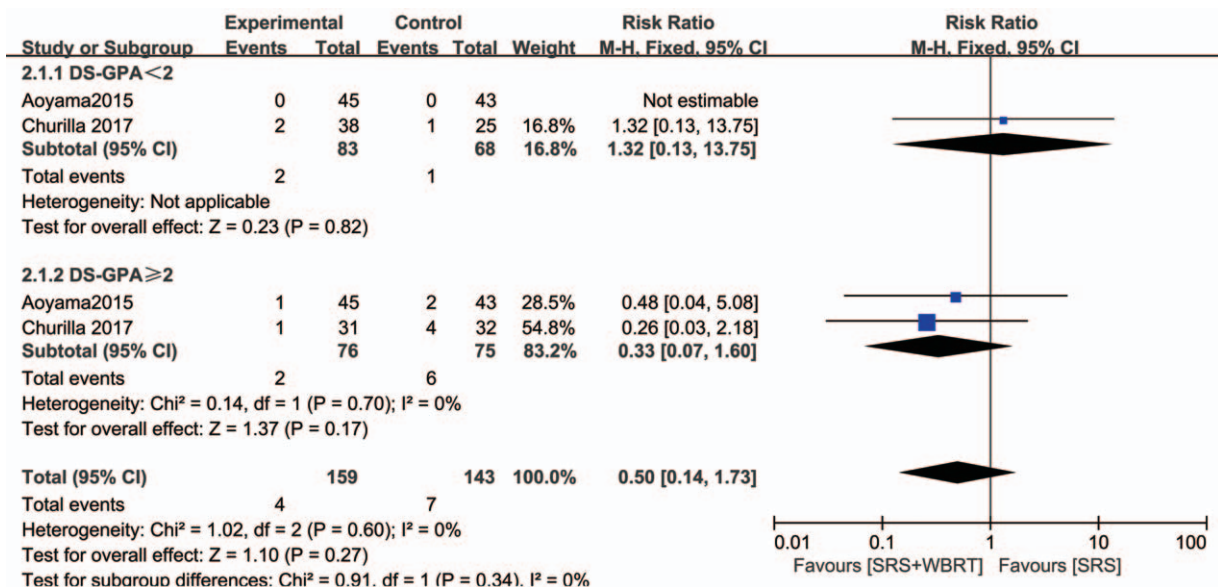 Experimental Control Risk Ratio Risk Ratio
Study or Subgroup Events Total Events Total Weight M-H, Fixed, 95% CI M-H, Fixed, 95% CI
2.1.1 DS-GPA<2
Aoyama2015 0 45 0 43 Not estimable
Churilla 2017 2 38 1 25 16.8% 1.32 [0.13, 13.75]
Subtotal (95% CI) 83 68 16.8% 1.32 [0.13, 13.75]
Total events 2 1
Heterogeneity: Not applicable
Test for overall effect: Z = 0.23 (P = 0.82)
2.1.2 DS-GPA≥2
Aoyama2015 1 45 2 43 28.5% 0.48 [0.04, 5.08]
Churilla 2017 1 31 4 32 54.8% 0.26 [0.03, 2.18]
Subtotal (95% CI) 76 75 83.2% 0.33 [0.07, 1.60]
Total events 2 6
Heterogeneity: Chi² = 0.14, df = 1 (P = 0.70); I² = 0%
Test for overall effect: Z = 1.37 (P = 0.17)
Total (95% CI) 159 143 100.0% 0.50 [0.14, 1.73]
Total events 4 7
Heterogeneity: Chi² = 1.02, df = 2 (P = 0.60); I² = 0%
Test for overall effect: Z = 1.10 (P = 0.27)
Test for subgroup differences: Chi² = 0.91, df = 1 (P = 0.34), I² = 0%
0.01 0.1 1 10 100
Favours [SRS+WBRT] Favours [SRS]